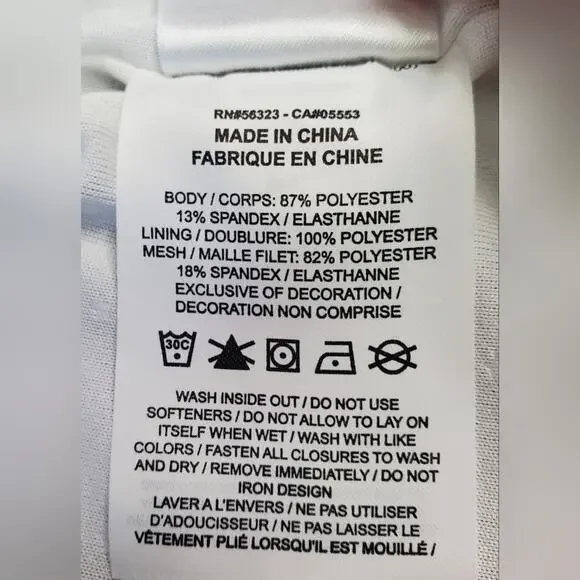 RN#56323 - CA#05553
MADE IN CHINA
FABRIQUE EN CHINE
BODY / CORPS: 87% POLYESTER
13% SPANDEX / ELASTHANNE
LINING / DOUBLURE: 100% POLYESTER
MESH / MAILLE FILET: 82% POLYESTER
18% SPANDEX / ELASTHANNE
EXCLUSIVE OF DECORATION /
DECORATION NON COMPRISE
30C
WASH INSIDE OUT / DO NOT USE
SOFTENERS / DO NOT ALLOW TO LAY ON
ITSELF WHEN WET / WASH WITH LIKE
COLORS / FASTEN ALL CLOSURES TO WASH
AND DRY / REMOVE IMMEDIATELY / DO NOT
IRON DESIGN
LAVER A L'ENVERS / NE PAS UTILISER
D'ADOUCISSEUR / NE PAS LAISSER LE
VÊTEMENT PLIÉ LORSQU'IL EST MOUILLÉ /